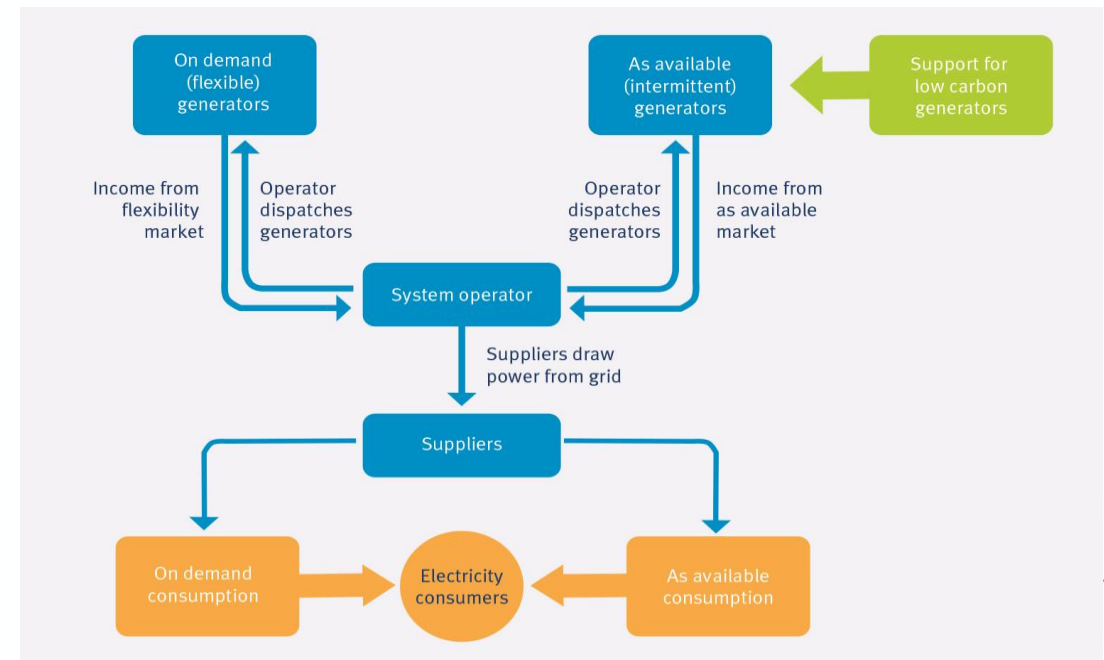 On demand
(flexible)
generators
As available
(intermittent)
generators
Support for
low carbon
generators
Income from
flexibility
market
Operator
dispatches
generators
Operator
dispatches
generators
Income from
as available
market
System operator
Suppliers draw
power from grid
Suppliers
On demand
consumption
Electricity
consumers
As available
consumption